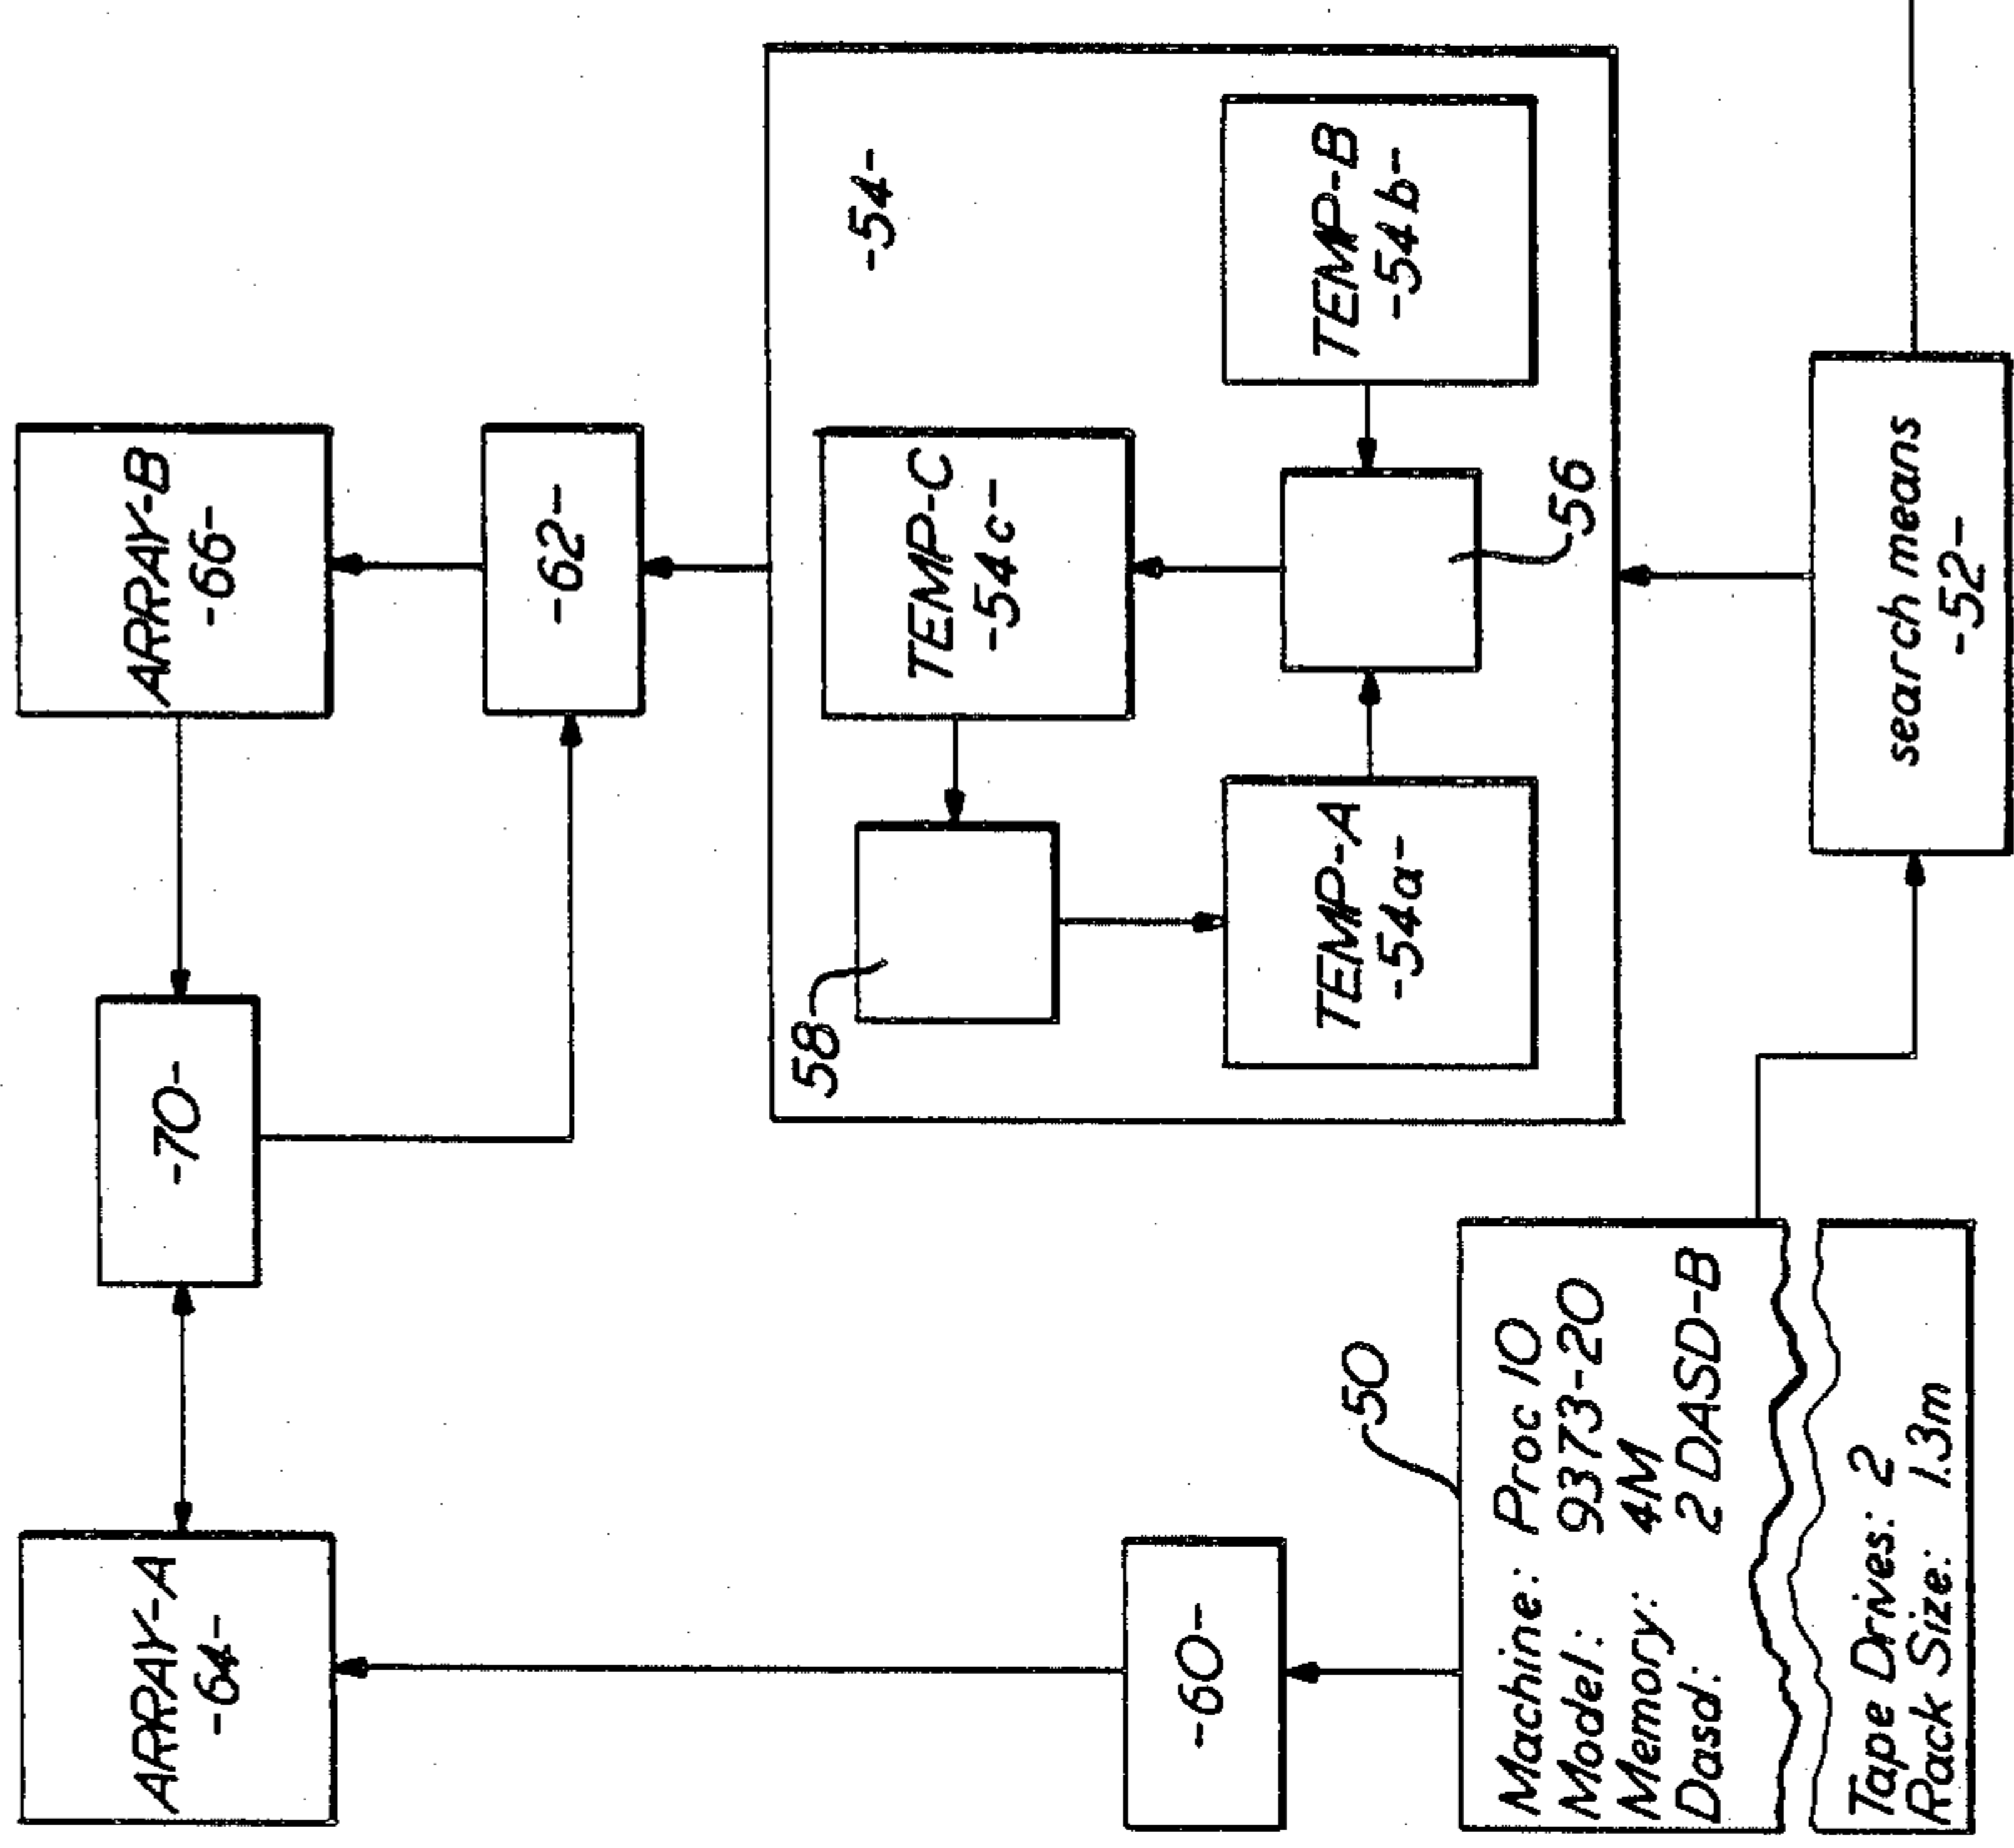 ARRAY-A
-64-
-70-
ARRAY-B
-66-
-62-
-60-
-54-
58
TEMP-C
-54c-
TEMP-A
-54a-
TEMP-B
-54b-
56
50
Machine: Proc 10
Model: 9373-20
Memory: 4M
Dasd: 2 DASD-B
Tape Drives: 2
Rack Size: 1.3m
search means
-52-